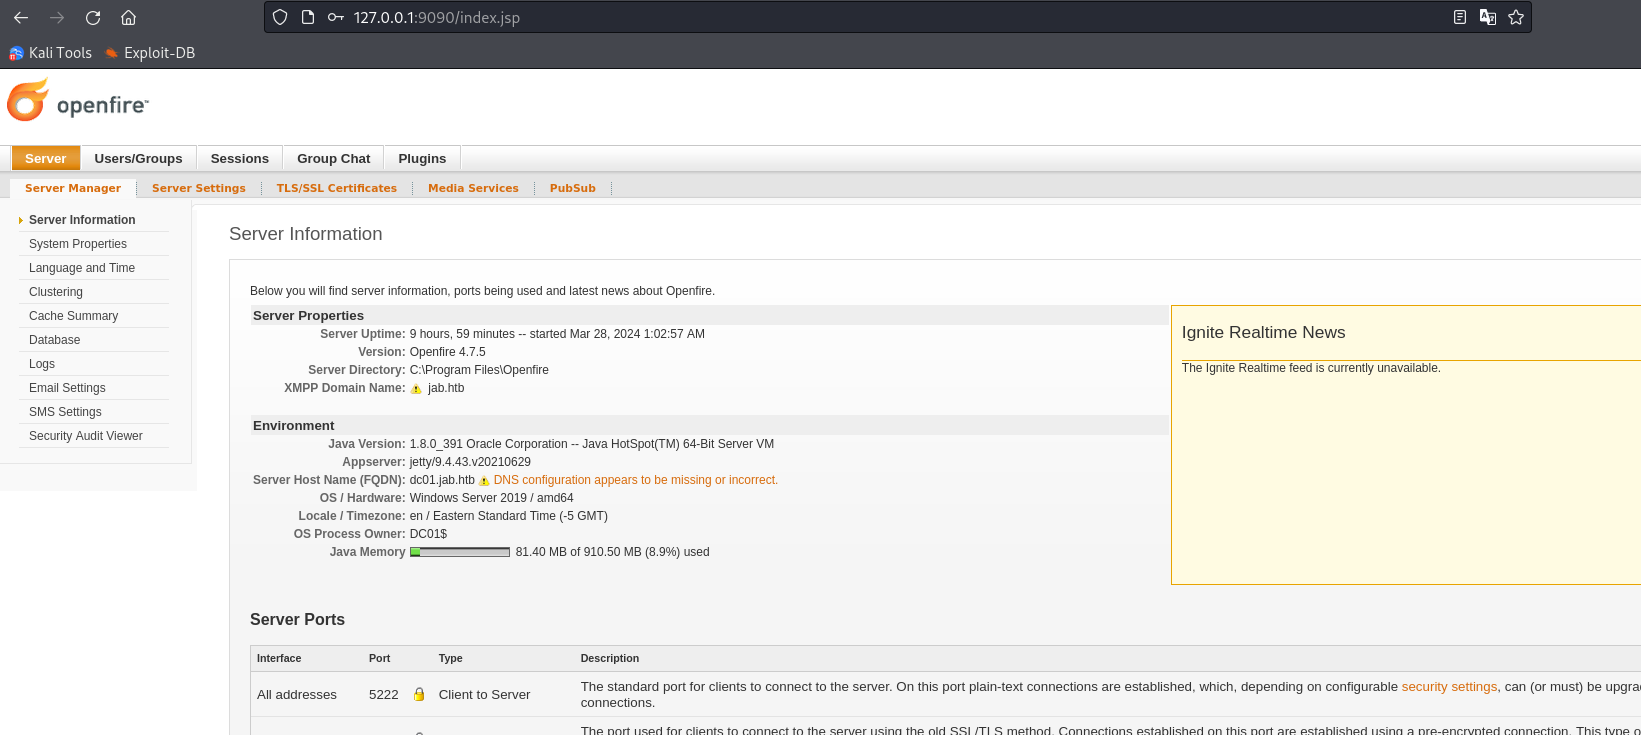 127.0.0.1:9090/index.jsp
Kali Tools Exploit-DB
openfire™
Server Users/Groups Sessions Group Chat Plugins
Server Manager Server Settings TLS/SSL Certificates Media Services PubSub
Server Information
System Properties
Language and Time
Clustering
Cache Summary
Database
Logs
Email Settings
SMS Settings
Security Audit Viewer
Server Information
Below you will find server information, ports being used and latest news about Openfire.
Server Properties
Server Uptime: 9 hours, 59 minutes -- started Mar 28, 2024 1:02:57 AM
Version: Openfire 4.7.5
Server Directory: C:\Program Files\Openfire
XMPP Domain Name: jab.htb
Environment
Java Version: 1.8.0_391 Oracle Corporation -- Java HotSpot(TM) 64-Bit Server VM
Appserver: jetty/9.4.43.v20210629
Server Host Name (FQDN): dc01.jab.htb DNS configuration appears to be missing or incorrect.
OS / Hardware: Windows Server 2019 / amd64
Locale / Timezone: en / Eastern Standard Time (-5 GMT)
OS Process Owner: DC01$
Java Memory 81.40 MB of 910.50 MB (8.9%) used
Ignite Realtime News
The Ignite Realtime feed is currently unavailable.
Server Ports
Interface Port Type Description
All addresses 5222 Client to Server The standard port for clients to connect to the server. On this port plain-text connections are established, which, depending on configurable security settings, can (or must) be upgra
connections.
The port used for clients to connect to the server using the old SSL/TLS method. Connections established on this port are established using a pre-encrypted connection. This type o